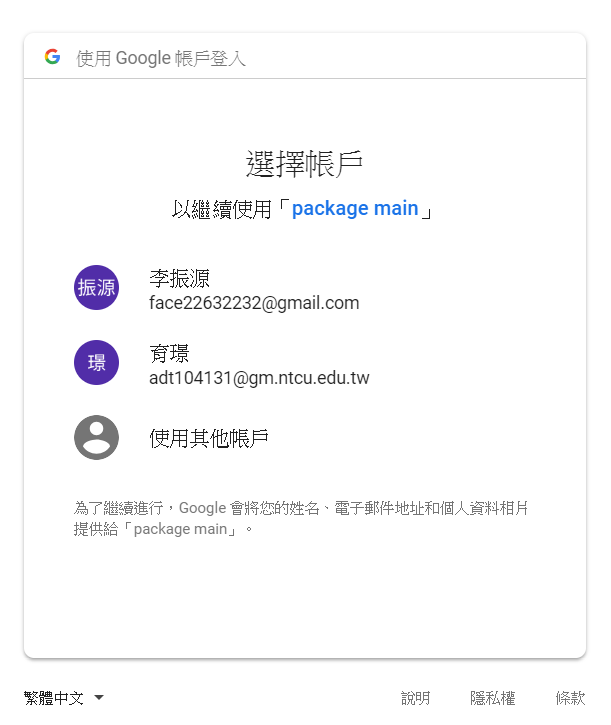 使用 Google 帳戶登入
選擇帳戶
以繼續使用「package main」
振源
李振源
face22632232@gmail.com
璟
育璟
adt104131@gm.ntcu.edu.tw
使用其他帳戶
為了繼續進行，Google 會將您的姓名、電子郵件地址和個人資料相片
提供給「package main」。
繁體中文 說明 隱私權 條款